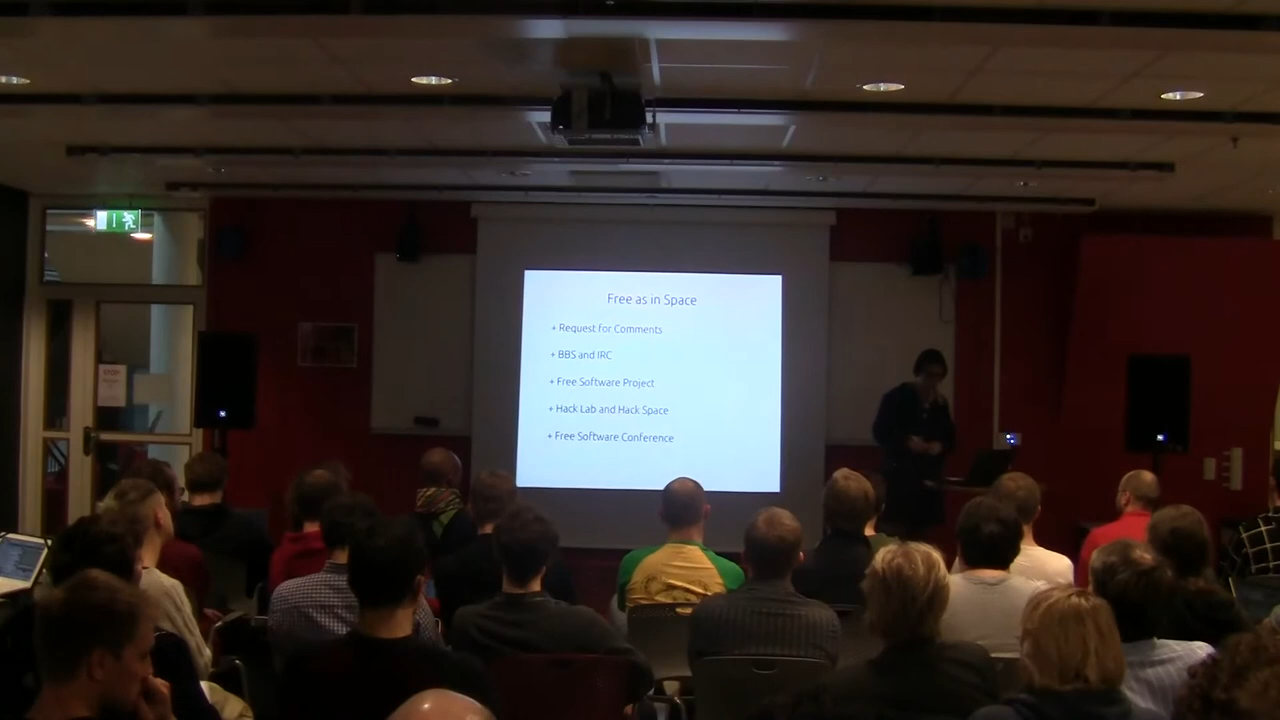 STOP
Free as in Space
+ Request for Comments
+ BBS and IRC
+ Free Software Project
+ Hack Lab and Hack Space
+ Free Software Conference